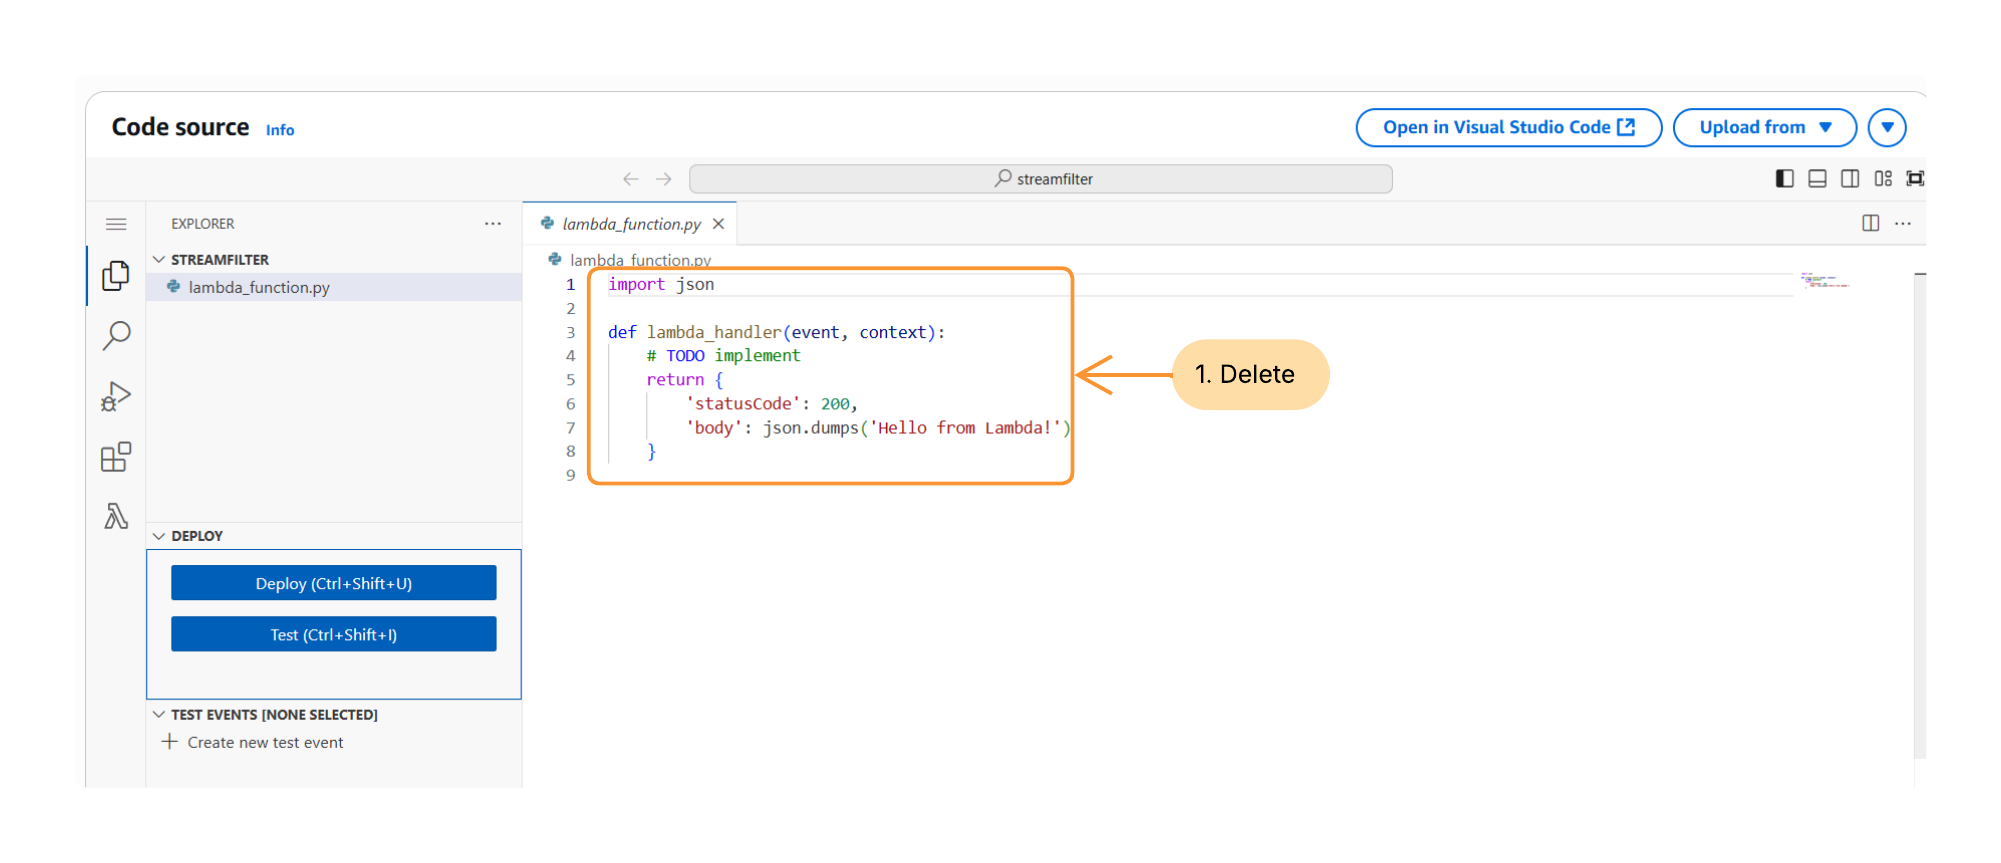 Code source Info
Open in Visual Studio Code
Upload from
streamfilter
EXPLORER
lambda_function.py
STREAMFILTER
lambda_function.py
lambda_function.py
1 import json
2
3 def lambda_handler(event, context):
4 # TODO implement
5 return {
6 'statusCode': 200,
7 'body': json.dumps('Hello from Lambda!')
8 }
9
1. Delete
DEPLOY
Deploy (Ctrl+Shift+U)
Test (Ctrl+Shift+I)
TEST EVENTS [NONE SELECTED]
Create new test event